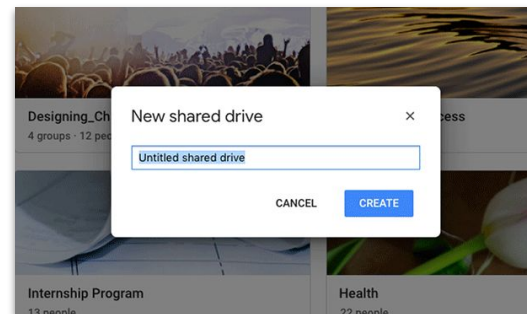 Designing_Ch
4 groups · 12 peo
cess
New shared drive
×
Untitled shared drive
CANCEL
CREATE
Internship Program
13 people
Health
22 people